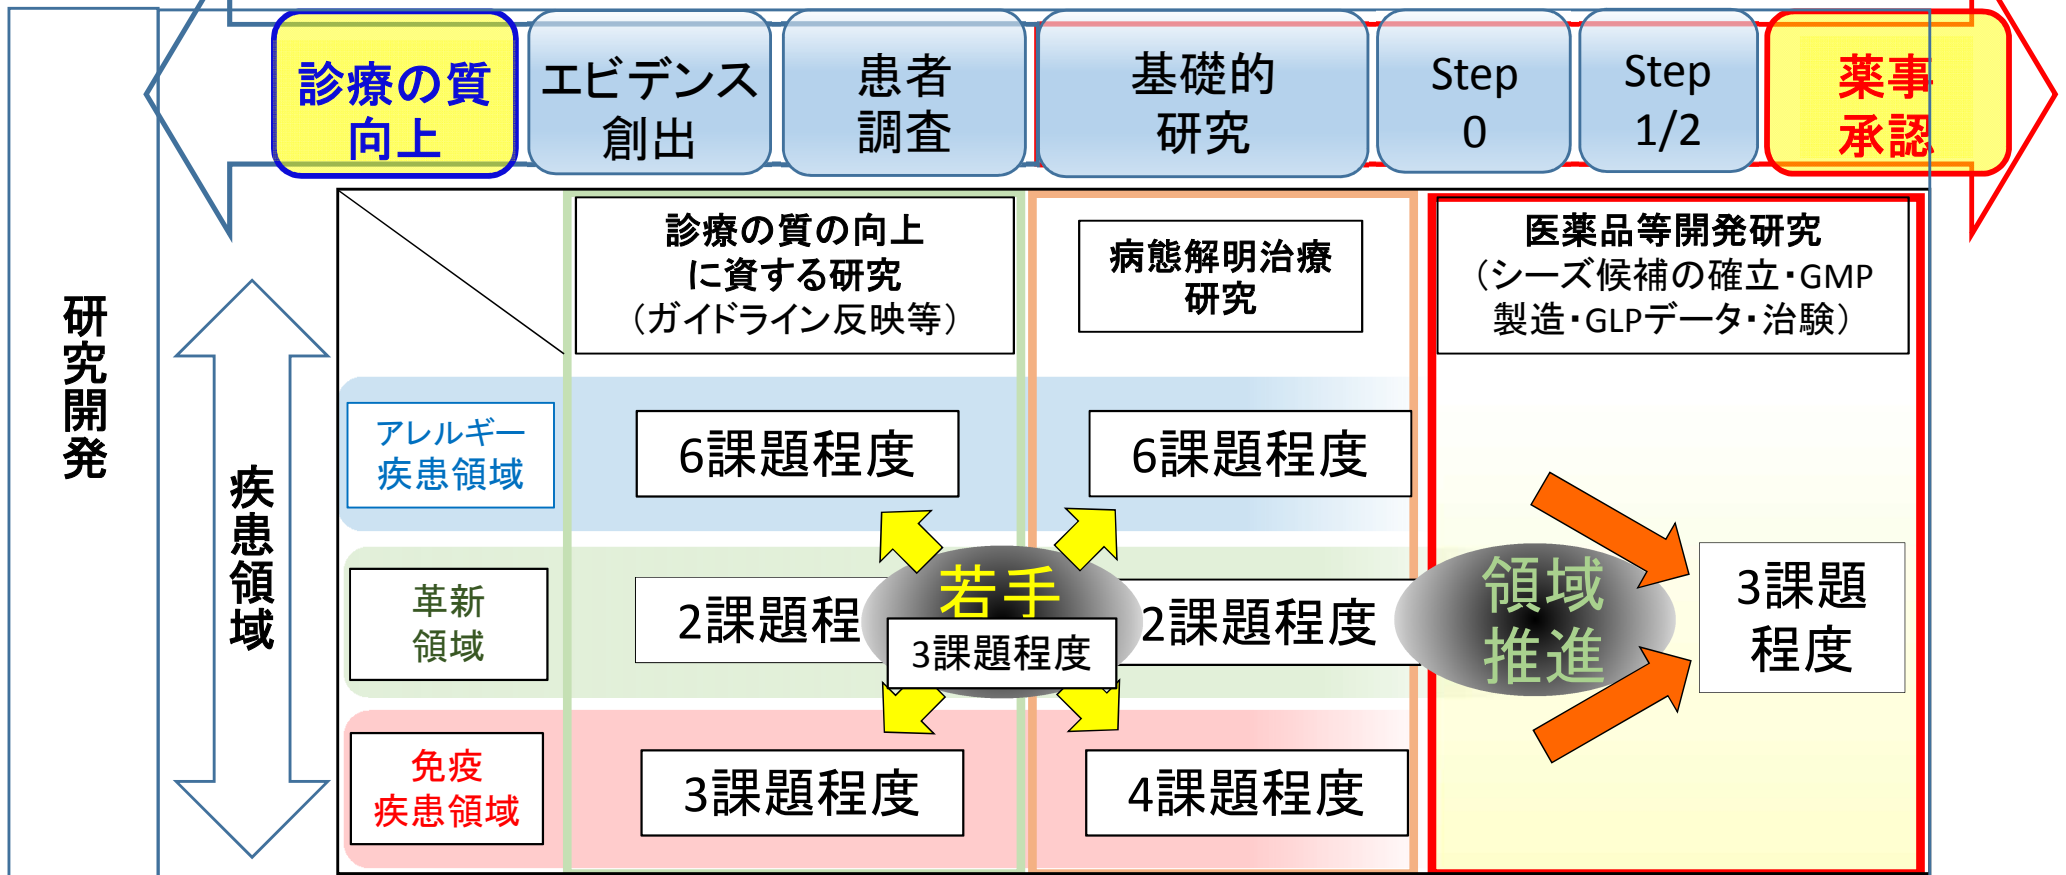 診療の質
向上
エビデンス
創出
患者
調査
基礎的
研究
Step
0
Step
1/2
薬事
承認
研究開発
疾患領域
診療の質の向上
に資する研究
（ガイドライン反映等）
病態解明治療
研究
医薬品等開発研究
（シーズ候補の確立・GMP
製造・GLPデータ・治験）
アレルギー
疾患領域
6課題程度
6課題程度
革新
領域
2課題程
若手
3課題程度
2課題程度
領域
推進
3課題
程度
免疫
疾患領域
3課題程度
4課題程度